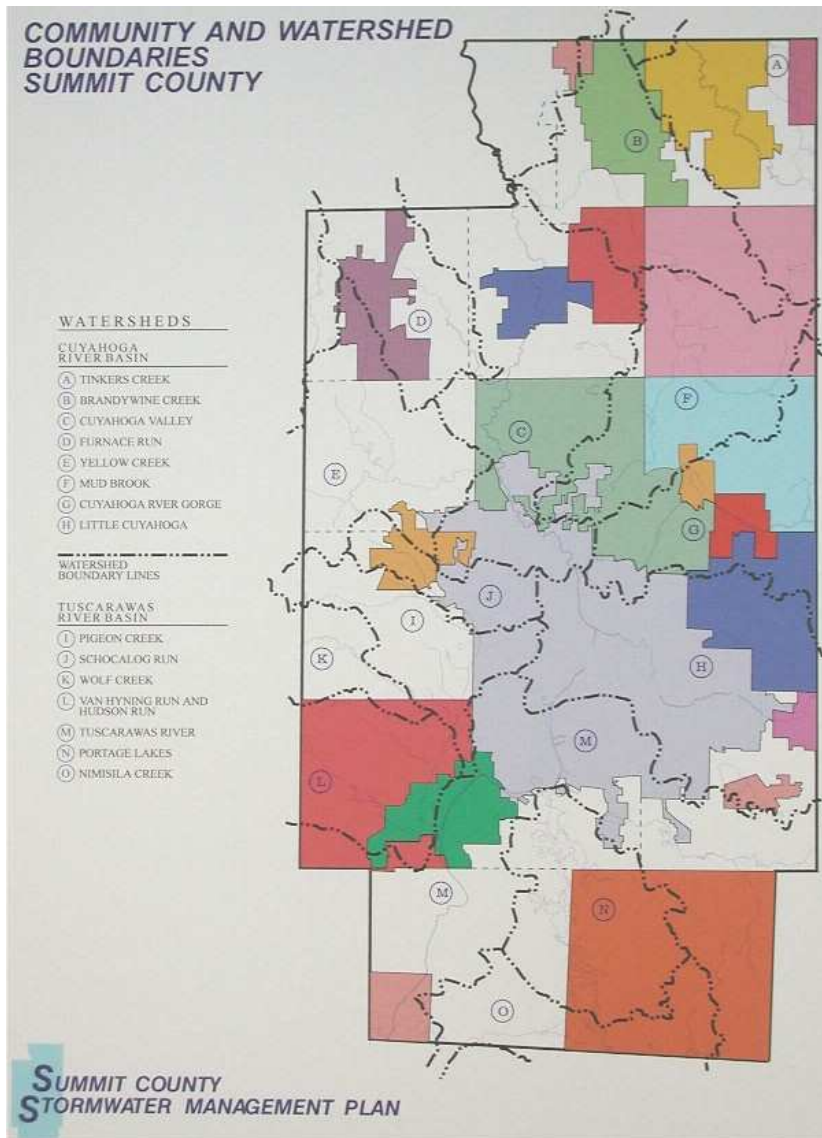 COMMUNITY AND WATERSHED
BOUNDARIES
SUMMIT COUNTY
A
B
D
WATERSHEDS
CUYAHOGA
RIVER BASIN
A TINKERS CREEK
B BRANDYWINE CREEK
C CUYAHOGA VALLEY
D FURNACE RUN
E YELLOW CREEK
F MUD BROOK
G CUYAHOGA RVER GORGE
H LITTLE CUYAHOGA
WATERSHED
BOUNDARY LINES
TUSCARAWAS
RIVER BASIN
I PIGEON CREEK
J SCHOCALOG RUN
K WOLF CREEK
L VAN HYNING RUN AND
HUDSON RUN
M TUSCARAWAS RIVER
N PORTAGE LAKES
O NIMISILA CREEK
F
C
E
G
J
I
K
H
M
L
M
N
O
SUMMIT COUNTY
STORMWATER MANAGEMENT PLAN